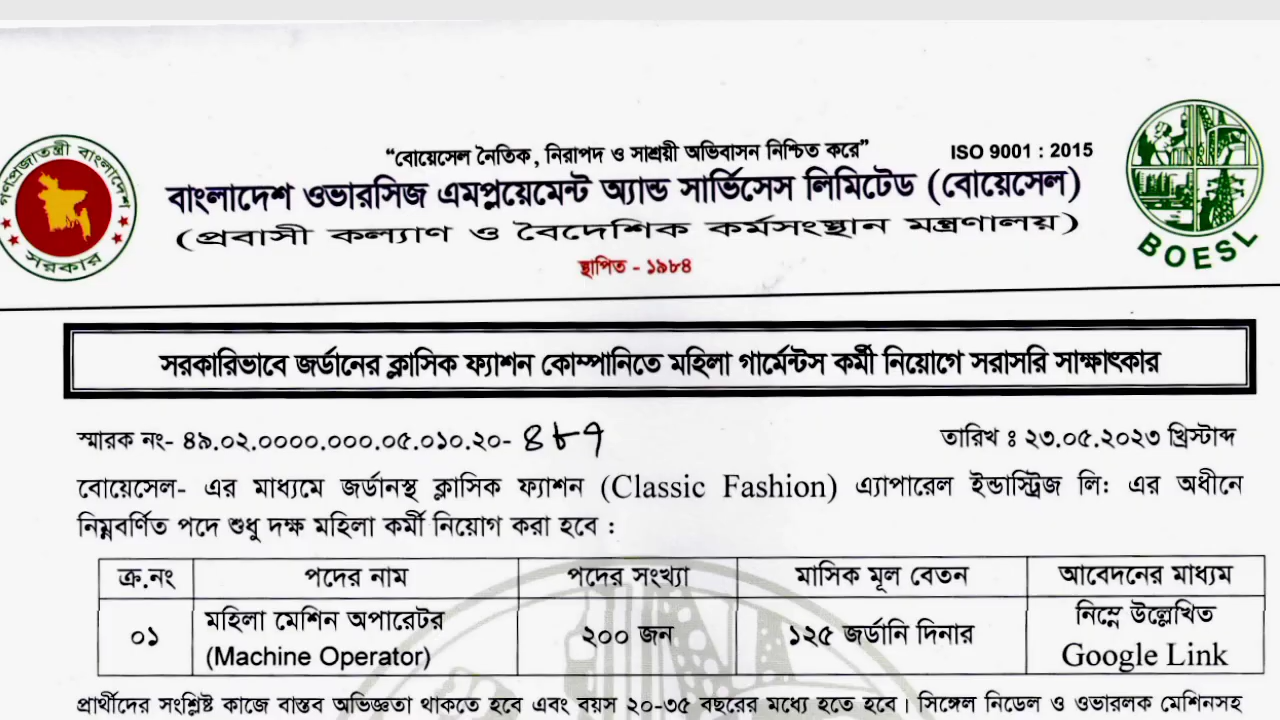 গণপ্রজাতন্ত্রী বাংলাদেশ
সরকার
“বোয়েসেল নৈতিক, নিরাপদ ও সাশ্রয়ী অভিবাসন নিশ্চিত করে”
ISO 9001 : 2015
বাংলাদেশ ওভারসিজ এমপ্লয়েমেন্ট অ্যান্ড সার্ভিসেস লিমিটেড (বোয়েসেল)
(প্রবাসী কল্যাণ ও বৈদেশিক কর্মসংস্থান মন্ত্রণালয়)
স্থাপিত - ১৯৮৪
BOESL
সরকারিভাবে জর্ডানের ক্লাসিক ফ্যাশন কোম্পানিতে মহিলা গার্মেন্টস কর্মী নিয়োগে সরাসরি সাক্ষাৎকার
স্মারক নং- ৪৯.০২.০০০০.০০০.০৫.০১০.২০- ৪৮৭
তারিখ ঃ ২৩.০৫.২০২৩ খ্রিস্টাব্দ
বোয়েসেল- এর মাধ্যমে জর্ডানস্থ ক্লাসিক ফ্যাশন (Classic Fashion) এ্যাপারেল ইন্ডাস্ট্রিজ লি: এর অধীনে
নিম্নবর্ণিত পদে শুধু দক্ষ মহিলা কর্মী নিয়োগ করা হবে :
ক্র.নং পদের নাম পদের সংখ্যা মাসিক মূল বেতন আবেদনের মাধ্যম
০১ মহিলা মেশিন অপারেটর (Machine Operator) ২০০ জন ১২৫ জর্ডানি দিনার নিম্নে উল্লেখিত Google Link
প্রার্থীদের সংশ্লিষ্ট কাজে বাস্তব অভিজ্ঞতা থাকতে হবে এবং বয়স ২০-৩৫ বছরের মধ্যে হতে হবে। সিঙ্গেল নিডেল ও ওভারলক মেশিনসহ